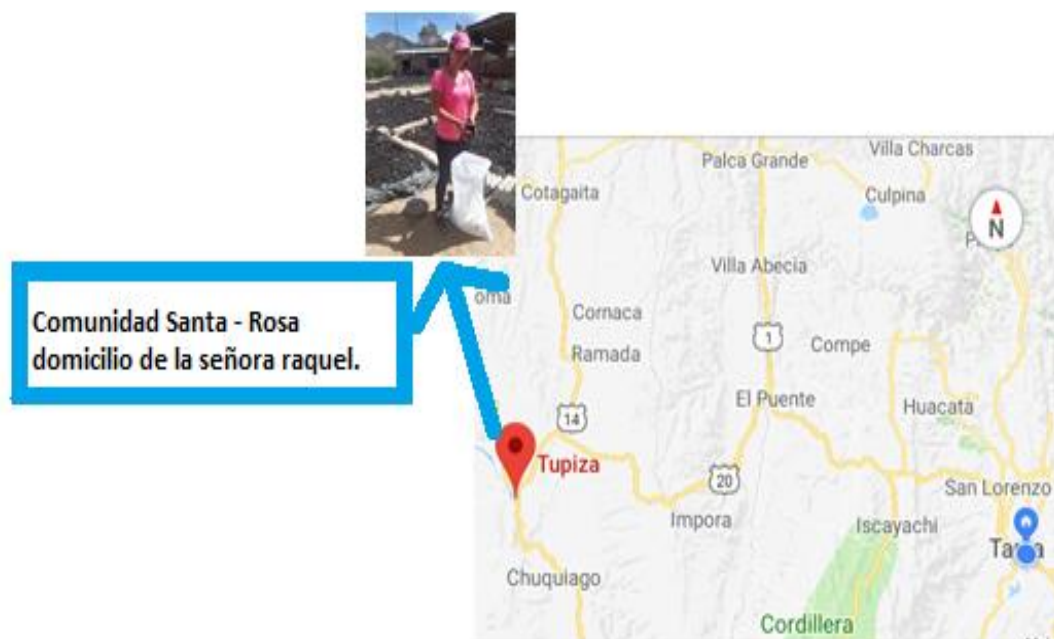 Palca Grande
Villa Charcas
Cotagaita
Culpina
N
Villa Abecia
oma
Comunidad Santa - Rosa
domicilio de la señora raquel.
Cornaca
1
Compe
Ramada
El Puente
Huacata
14
Tupiza
20
San Lorenzo
Impora
Iscayachi
Chuquiago
Cordillera